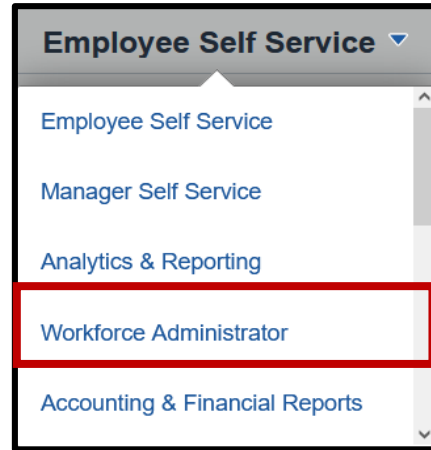 Employee Self Service
Employee Self Service
Manager Self Service
Analytics & Reporting
Workforce Administrator
Accounting & Financial Reports